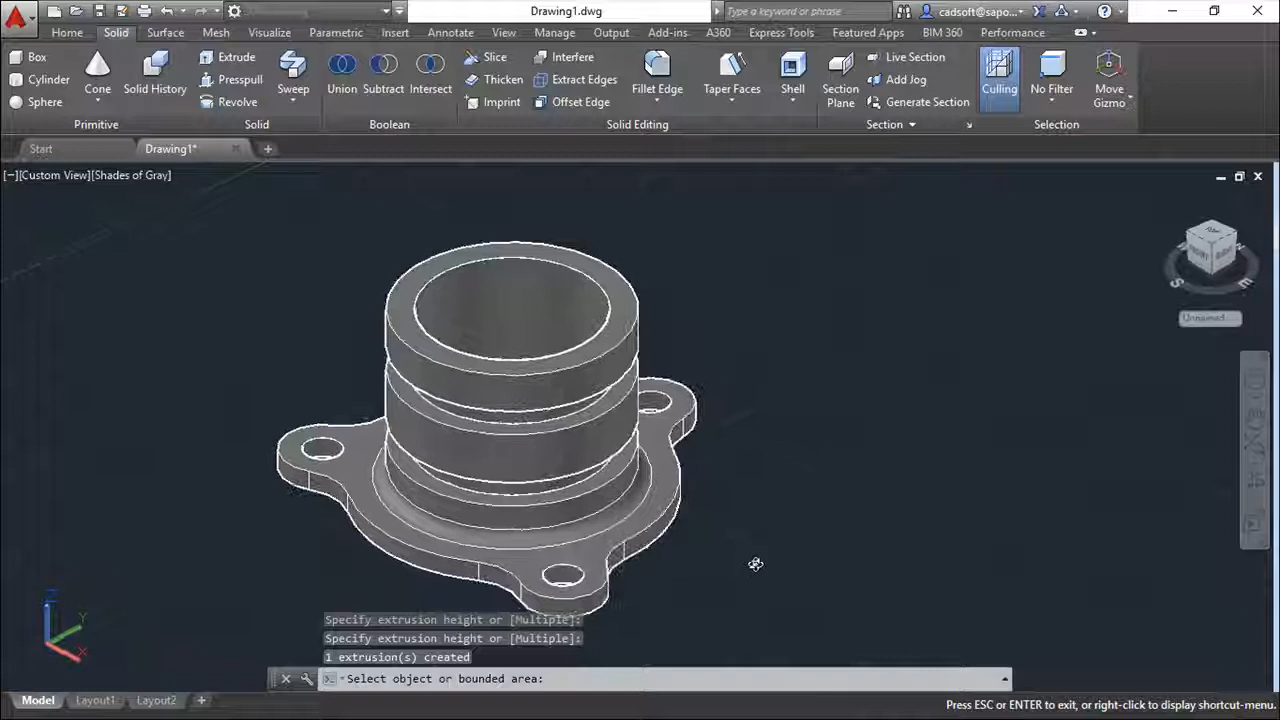 Drawing1.dwg
Type a keyword or phrase
cadsoft@sapo...
Home Solid Surface Mesh Visualize Parametric Insert Annotate View Manage Output Add-ins A360 Express Tools Featured Apps BIM 360 Performance
Box
Cylinder
Sphere
Cone
Solid History
Extrude
Presspull
Revolve
Sweep
Union
Subtract
Intersect
Slice
Thicken
Imprint
Interfere
Extract Edges
Offset Edge
Fillet Edge
Taper Faces
Shell
Section Plane
Live Section
Add Jog
Generate Section
Culling
No Filter
Move Gizmo
Primitive Solid Boolean Solid Editing Section Selection
Start Drawing1*
[−][Custom View][Shades of Gray]
S
E
Unnamed
Z
Y
X
Specify extrusion height or [Multiple]:
Specify extrusion height or [Multiple]:
1 extrusion(s) created
Select object or bounded area:
Model Layout1 Layout2
Press ESC or ENTER to exit, or right-click to display shortcut-menu.